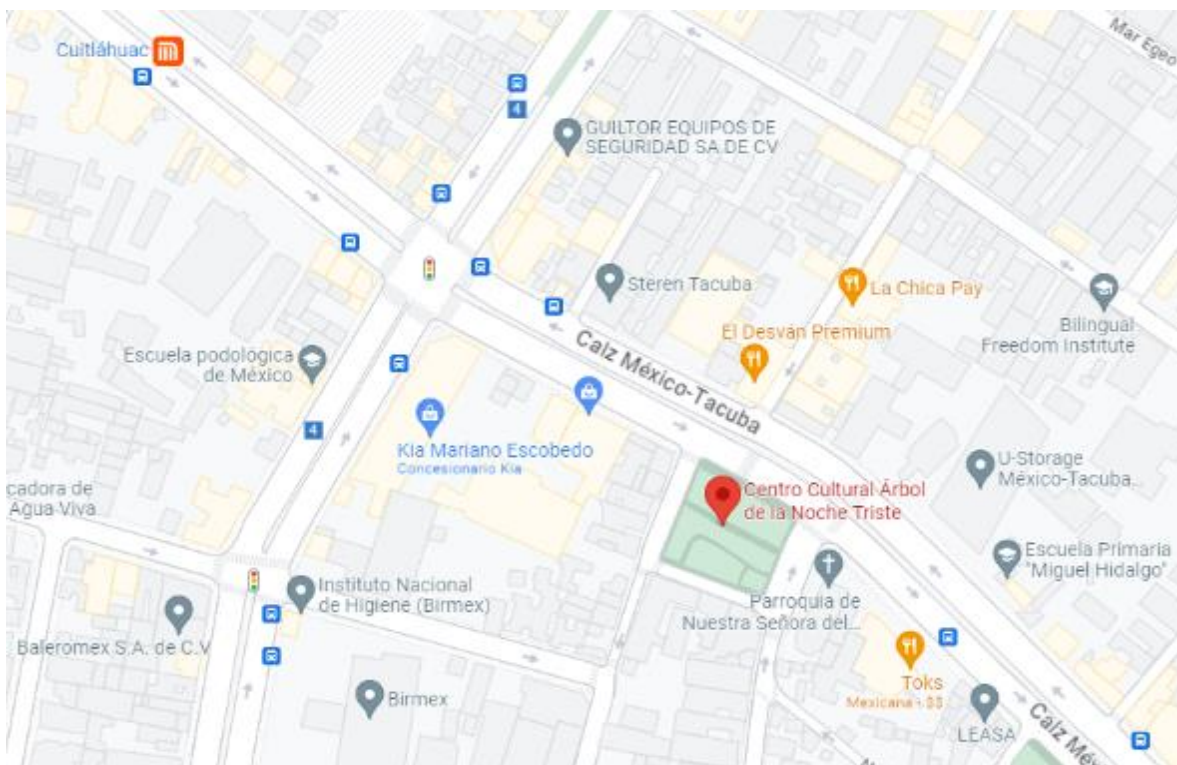 Cuitláhuac
Mar Egeo
4
GUILTOR EQUIPOS DE
SEGURIDAD SA DE CV
Steren Tacuba
La Chica Pay
El Desván Premium
Bilingual
Freedom Institute
Calz México-Tacuba
Escuela podológica
de México
4
Kia Mariano Escobedo
Concesionario Kia
U-Storage
México-Tacuba...
cadora de
Agua Viva
Centro Cultural Árbol
de la Noche Triste
Escuela Primaria
"Miguel Hidalgo"
Instituto Nacional
de Higiene (Birmex)
Parroquia de
Nuestra Señora del...
Baleromex S.A. de C.V
Toks
Mexicana · $$
Birmex
LEASA
Calz Méx